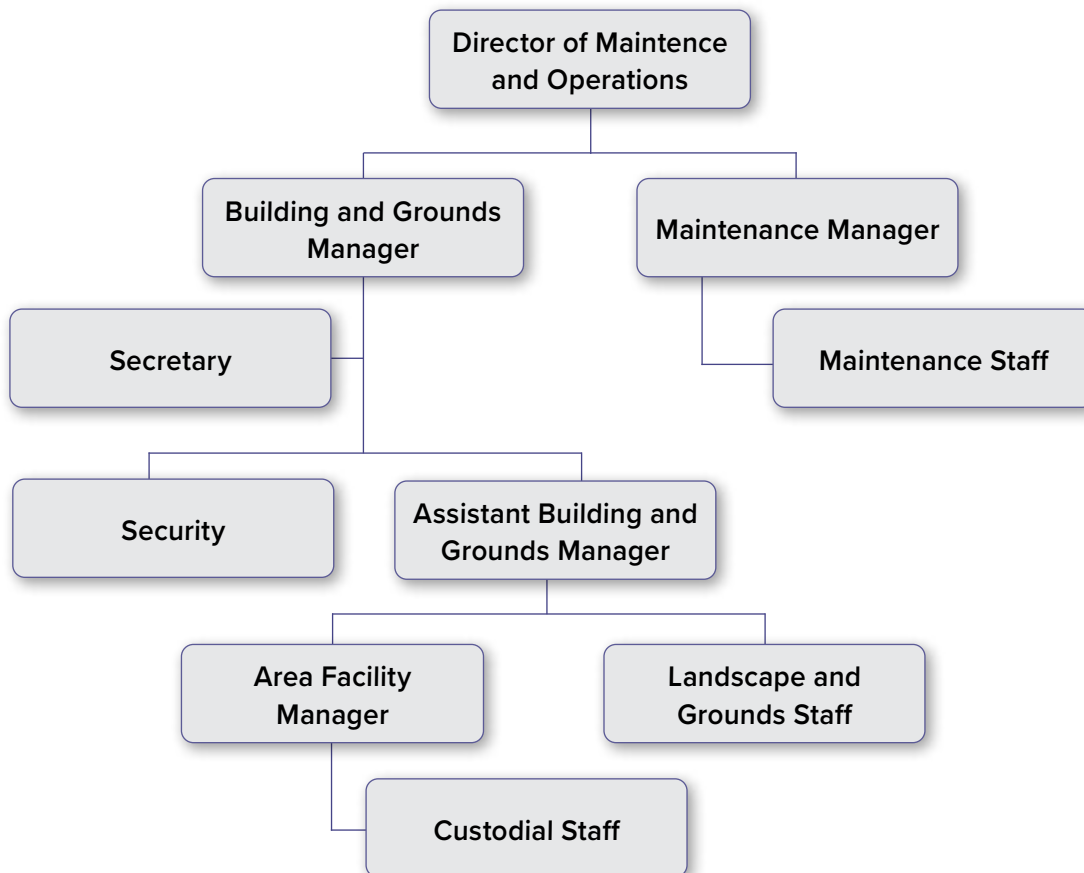 Director of Maintence
and Operations
Building and Grounds
Manager
Maintenance Manager
Secretary
Maintenance Staff
Security
Assistant Building and
Grounds Manager
Area Facility
Manager
Landscape and
Grounds Staff
Custodial Staff